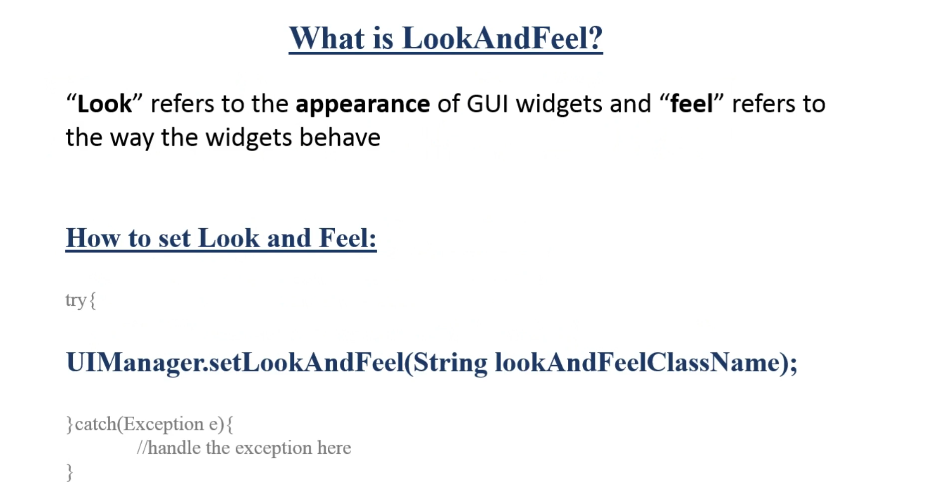 What is LookAndFeel?
“Look” refers to the appearance of GUI widgets and “feel” refers to
the way the widgets behave
How to set Look and Feel:
try{
UIManager.setLookAndFeel(String lookAndFeelClassName);
}catch(Exception e){
//handle the exception here
}